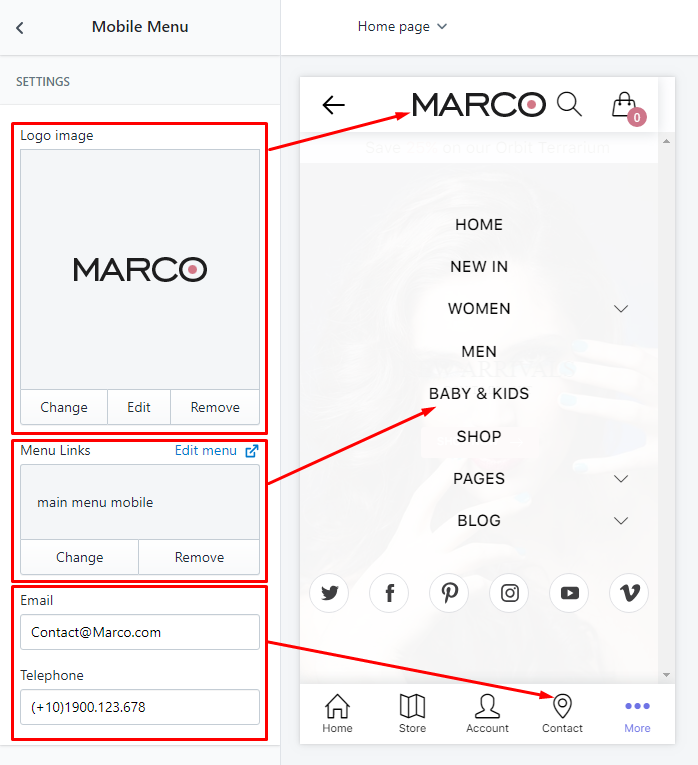 Mobile Menu
SETTINGS
Logo image
MARCO
Change
Edit
Remove
Menu Links
Edit menu
main menu mobile
Change
Remove
Email
Contact@Marco.com
Telephone
(+10)1900.123.678
Home page
MARCO
0
Save
on our Orbit Terrarium
HOME
NEW IN
WOMEN
MEN
ARRIVAL
BABY & KIDS
SHOP
PAGES
BLOG
Home
Store
Account
Contact
More